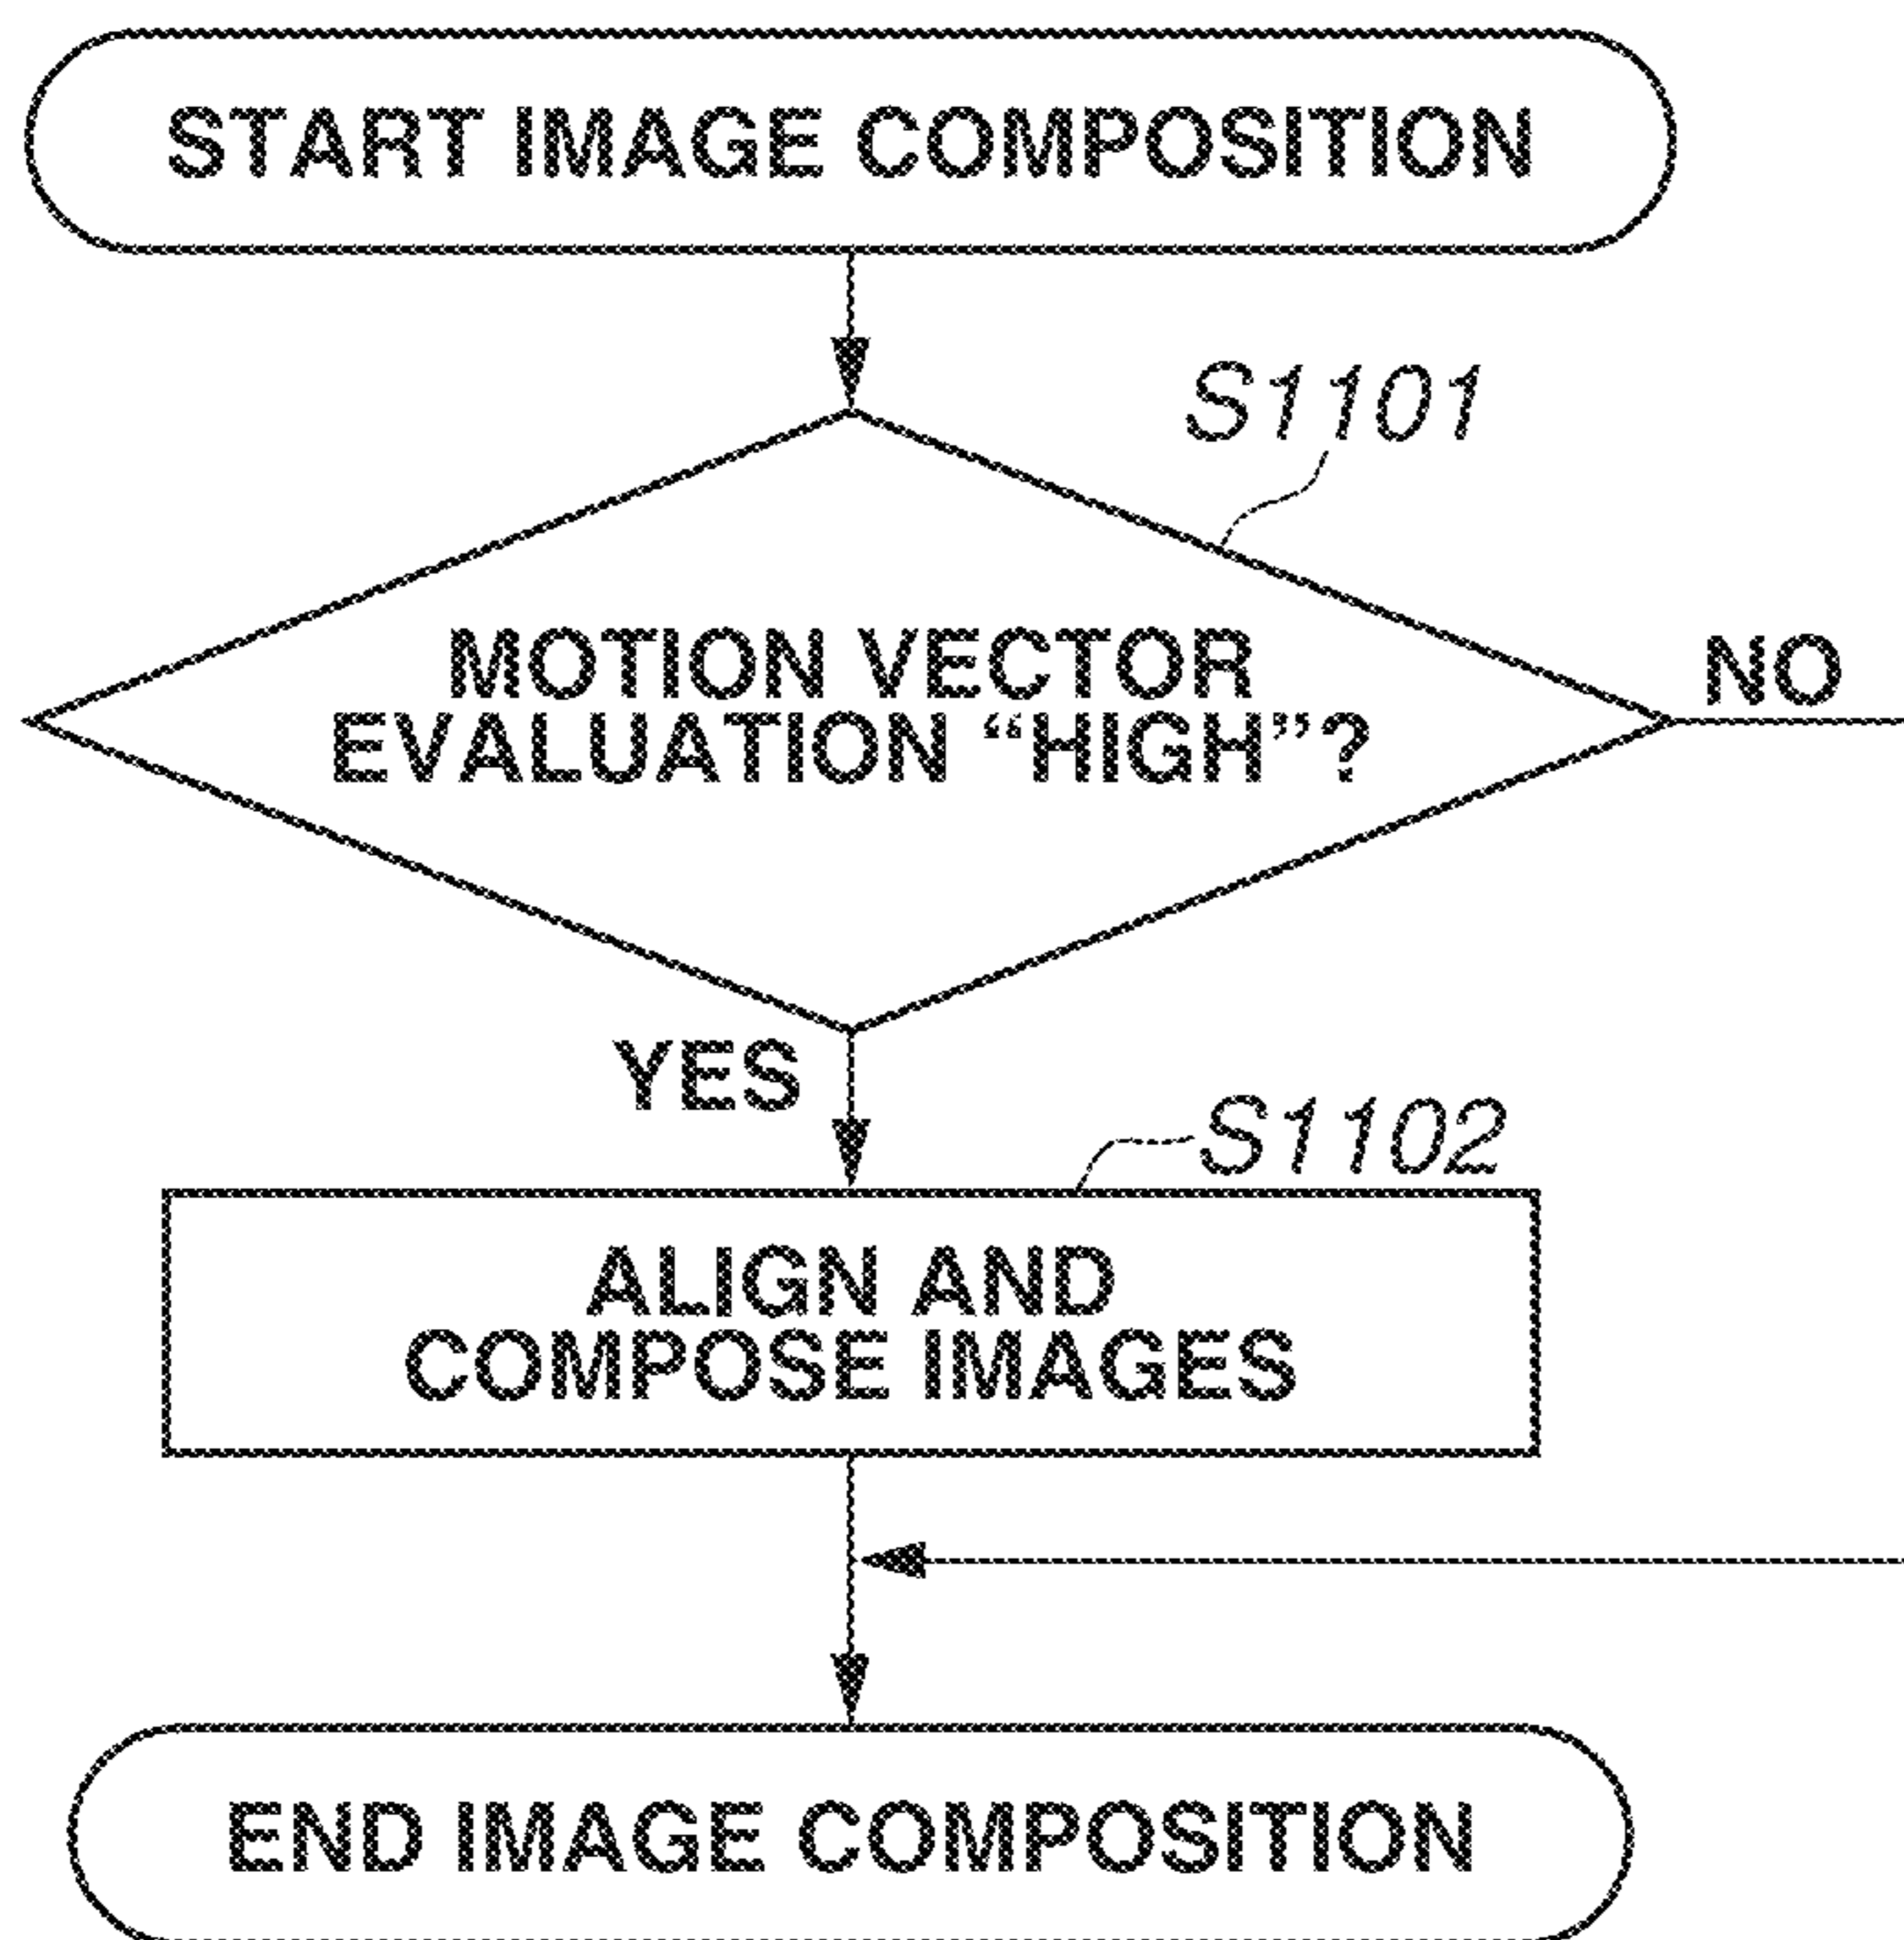 START IMAGE COMPOSITION
S1101
MOTION VECTOR
EVALUATION “HIGH”?
NO
YES
S1102
ALIGN AND
COMPOSE IMAGES
END IMAGE COMPOSITION